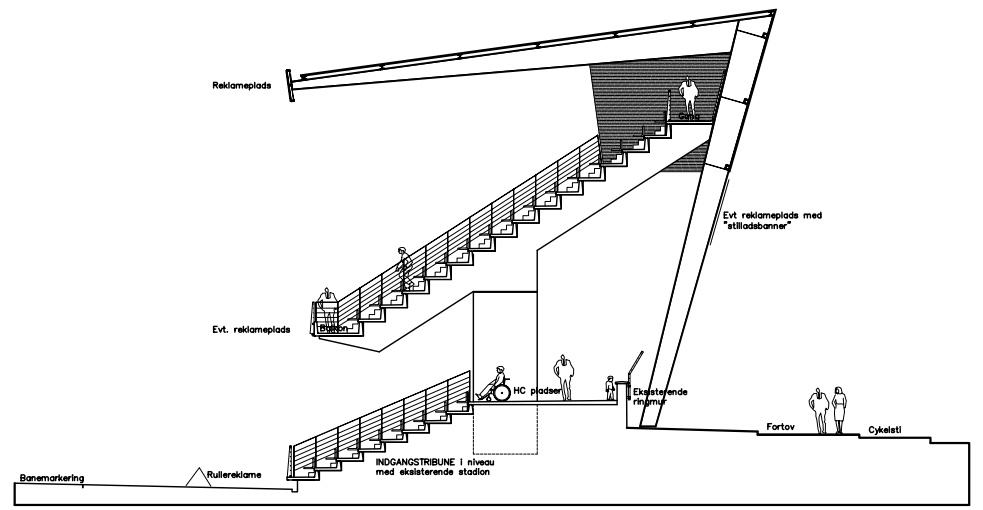 Reklameplads
Gang
Evt reklameplads med
"stilladsbanner"
Evt. reklameplads
Balkon
HC pladser
Eksisterende
ringmur
Fortov
Cykelsti
INDGANGSTRIBUNE i niveau
med eksisterende stadion
Rullereklame
Banemarkering